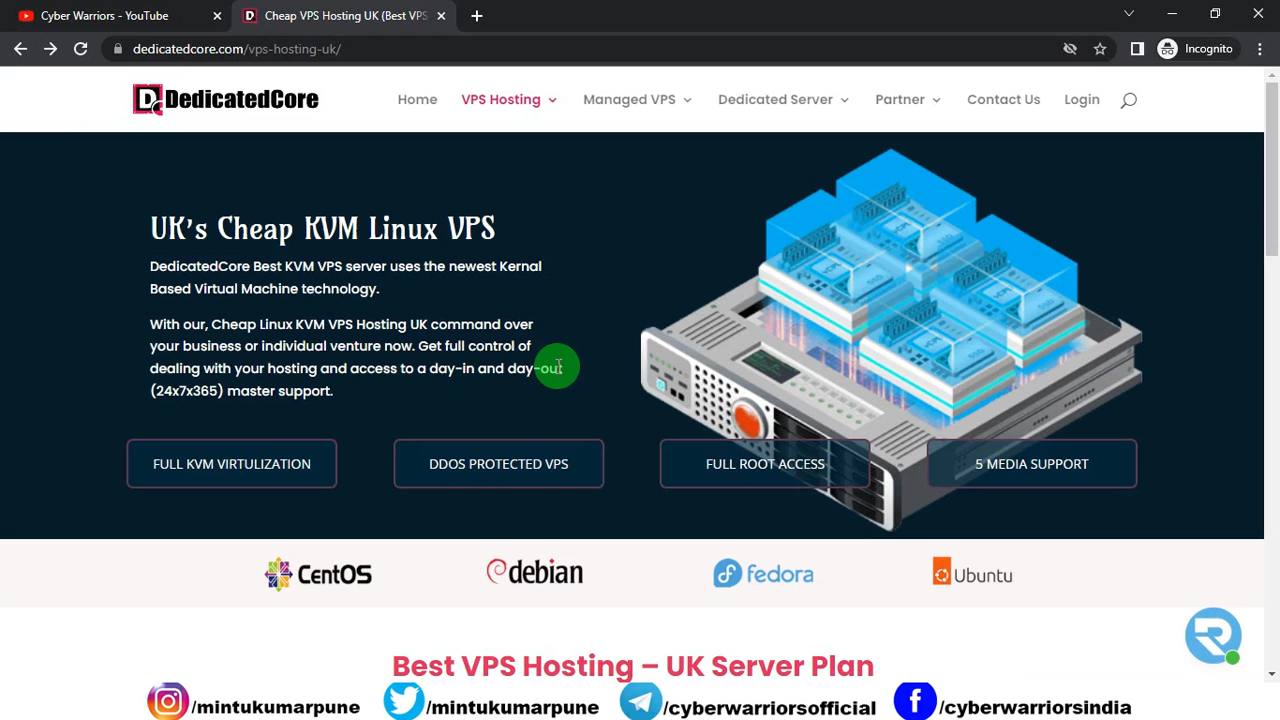 Cyber Warriors - YouTube
Cheap VPS Hosting UK (Best VPS
dedicatedcore.com/vps-hosting-uk/
Incognito
DedicatedCore
Home
VPS Hosting
Managed VPS
Dedicated Server
Partner
Contact Us
Login
UK's Cheap KVM Linux VPS
DedicatedCore Best KVM VPS server uses the newest Kernal
Based Virtual Machine technology.
With our, Cheap Linux KVM VPS Hosting UK command over
your business or individual venture now. Get full control of
dealing with your hosting and access to a day-in and day-out
(24x7x365) master support.
FULL KVM VIRTULIZATION
DDOS PROTECTED VPS
FULL ROOT ACCESS
5 MEDIA SUPPORT
CentOS
debian
fedora
Ubuntu
Best VPS Hosting – UK Server Plan
/mintukumarpune
/mintukumarpune
/cyberwarriorsofficial
/cyberwarriorsindia